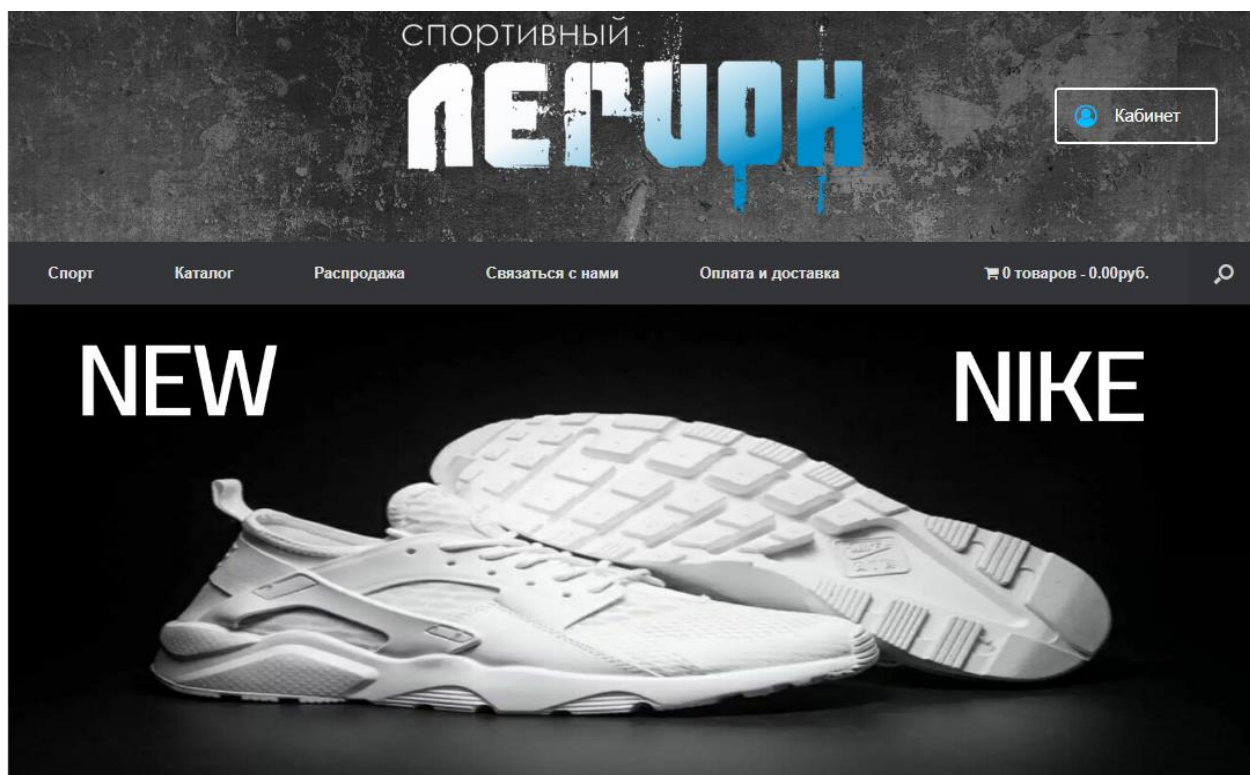 спортивный
ЛЕГИОН
Кабинет
Спорт Каталог Распродажа Связаться с нами Оплата и доставка 0 товаров - 0.00руб.
NEW NIKE